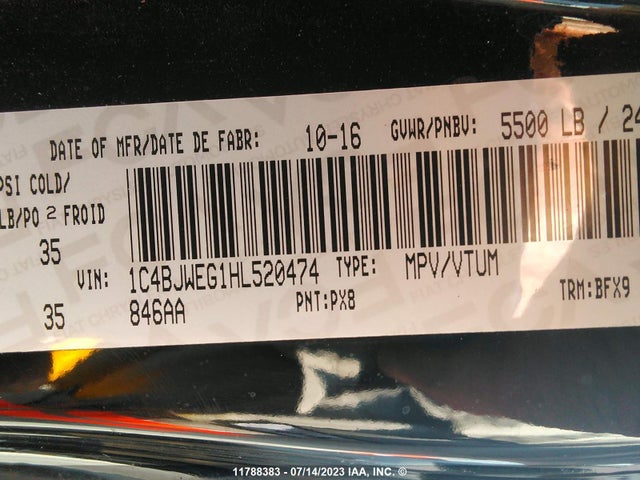 DATE OF MFR/DATE DE FABR: 10-16 GVWR/PNBV: 5500 LB / 24
PSI COLD/
LB/PO 2 FROID
35
VIN: 1C4BJWEG1HL520474 TYPE: MPV/VTUM
35 846AA PNT:PX8 TRM:BFX9
11788383 - 07/14/2023 IAA, INC. ©